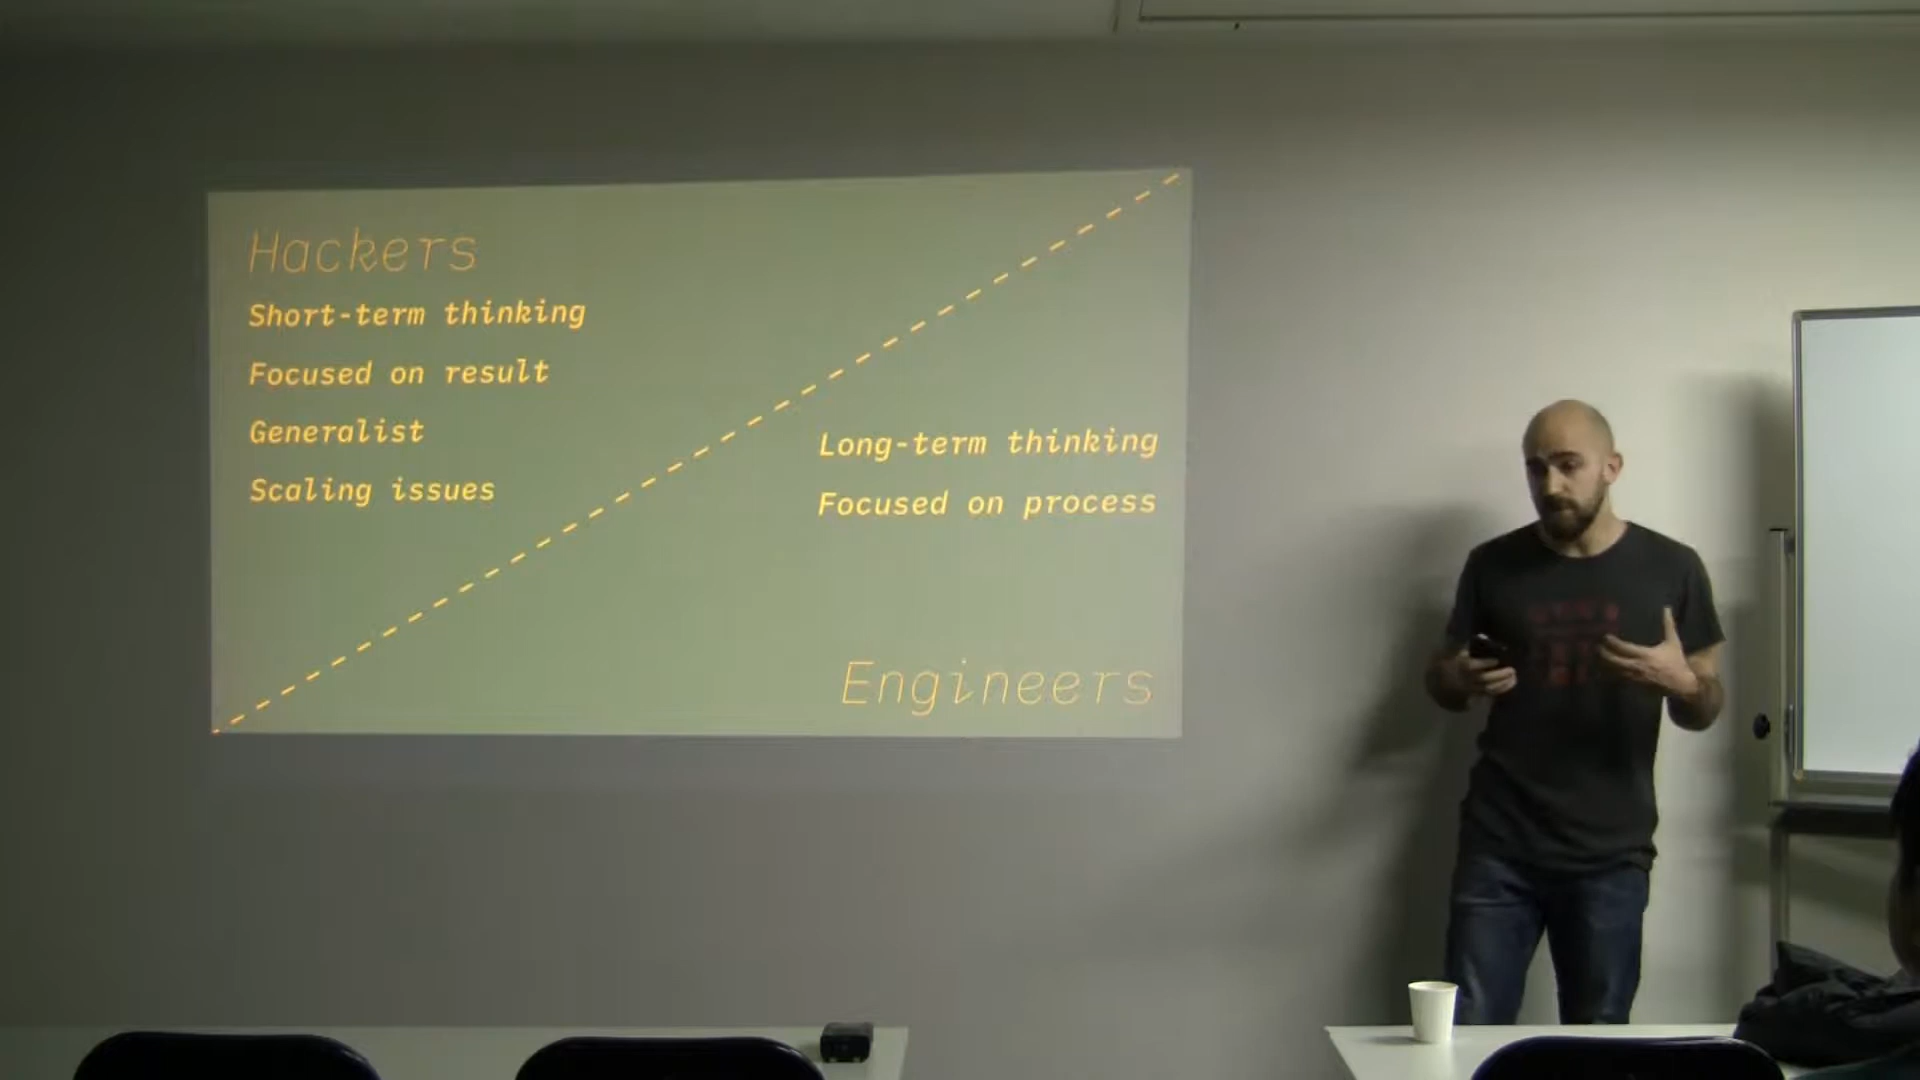 Hackers
Short-term thinking
Focused on result
Generalist
Scaling issues
Long-term thinking
Focused on process
Engineers